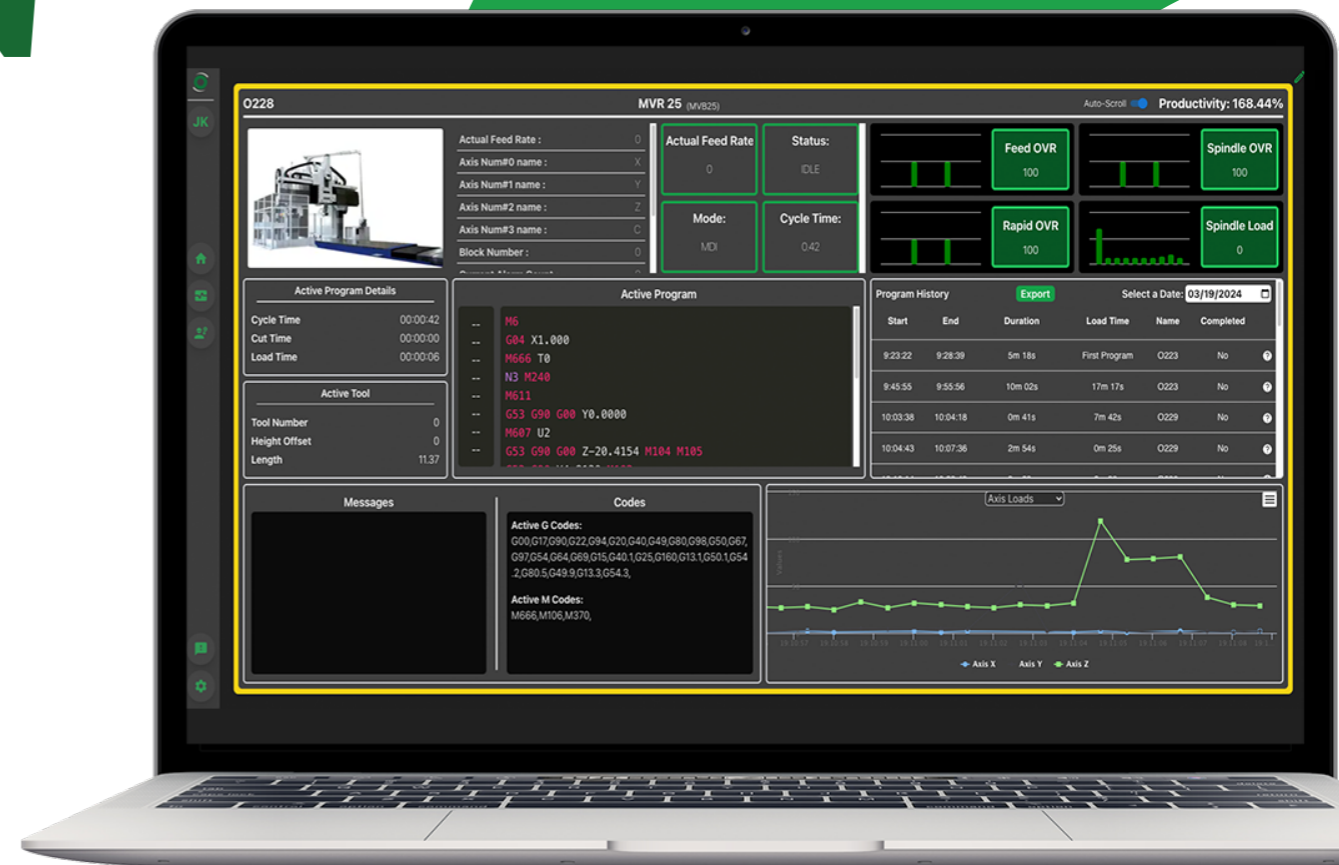 O228
MVR 25 (MVB25)
Auto-Scroll
Productivity: 168.44%
JK
Actual Feed Rate : 0
Axis Num#0 name : X
Axis Num#1 name : Y
Axis Num#2 name : Z
Axis Num#3 name : C
Block Number : 0
Actual Feed Rate
0
Status:
IDLE
Mode:
MDI
Cycle Time:
0:42
Feed OVR
100
Spindle OVR
100
Rapid OVR
100
Spindle Load
0
Active Program Details
Cycle Time 00:00:42
Cut Time 00:00:00
Load Time 00:00:06
Active Tool
Tool Number 0
Height Offset 0
Length 11.37
Active Program
-- M6
-- G04 X1.000
-- M666 T0
-- N3 M240
-- M611
-- G53 G90 G00 Y0.0000
-- M607 U2
-- G53 G90 G00 Z-20.4154 M104 M105
Program History Export Select a Date: 03/19/2024
Start End Duration Load Time Name Completed
9:23:22 9:28:39 5m 18s First Program O223 No
9:45:55 9:55:56 10m 02s 17m 17s O223 No
10:03:38 10:04:18 0m 41s 7m 42s O229 No
10:04:43 10:07:36 2m 54s 0m 25s O229 No
Messages
Codes
Active G Codes:
G00,G17,G90,G22,G94,G20,G40,G49,G80,G98,G50,G67,
G97,G54,G64,G69,G15,G40.1,G25,G160,G13.1,G50.1,G54
.2,G80.5,G49.9,G13.3,G54.3,
Active M Codes:
M666,M106,M370,
Axis Loads
Values
Axis X Axis Y Axis Z
control option command
command option